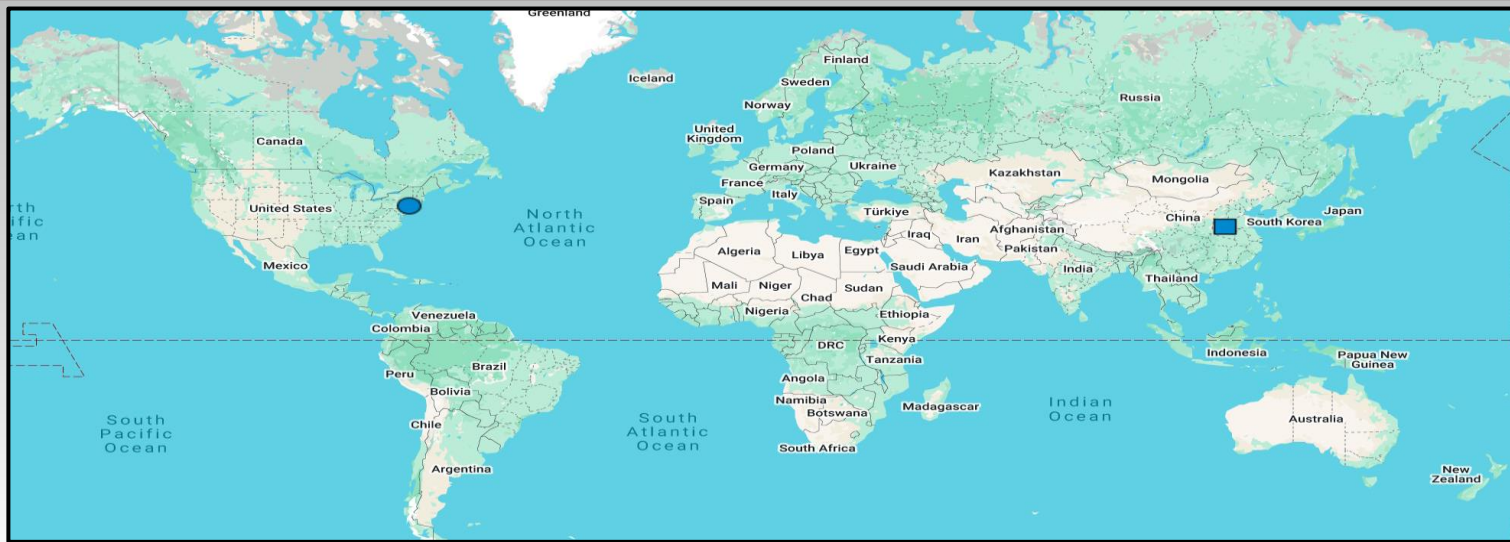 Greenland
Finland
Iceland
Sweden
Russia
Norway
Canada
United
Kingdom
Poland
Germany
Ukraine
France
Kazakhstan
Mongolia
Italy
Spain
United States
North
Atlantic
Ocean
Türkiye
China
South Korea
Japan
Afghanistan
Iraq
Iran
Pakistan
Algeria
Libya
Egypt
Mexico
Saudi Arabia
India
Thailand
Mali
Niger
Sudan
Chad
Nigeria
Ethiopia
Venezuela
Colombia
Kenya
DRC
Indonesia
Papua New
Guinea
Tanzania
Peru
Brazil
Angola
Bolivia
Namibia
Botswana
Madagascar
Indian
Ocean
South
Pacific
Ocean
Chile
South
Atlantic
Ocean
Australia
South Africa
Argentina
New
Zealand